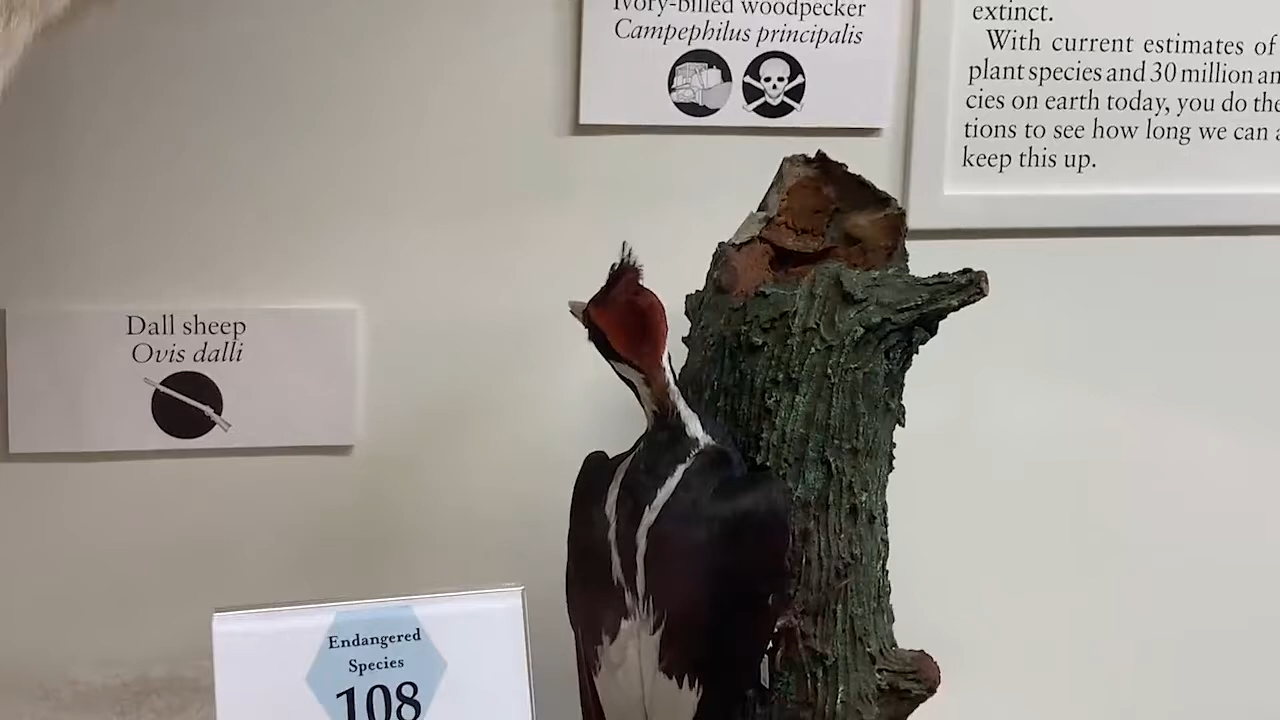 Ivory-billed woodpecker
Campephilus principalis
extinct.
With current estimates of
plant species and 30 million
cies on earth today, you do
tions to see how long we can
keep this up.
Dall sheep
Ovis dalli
Endangered
Species
108